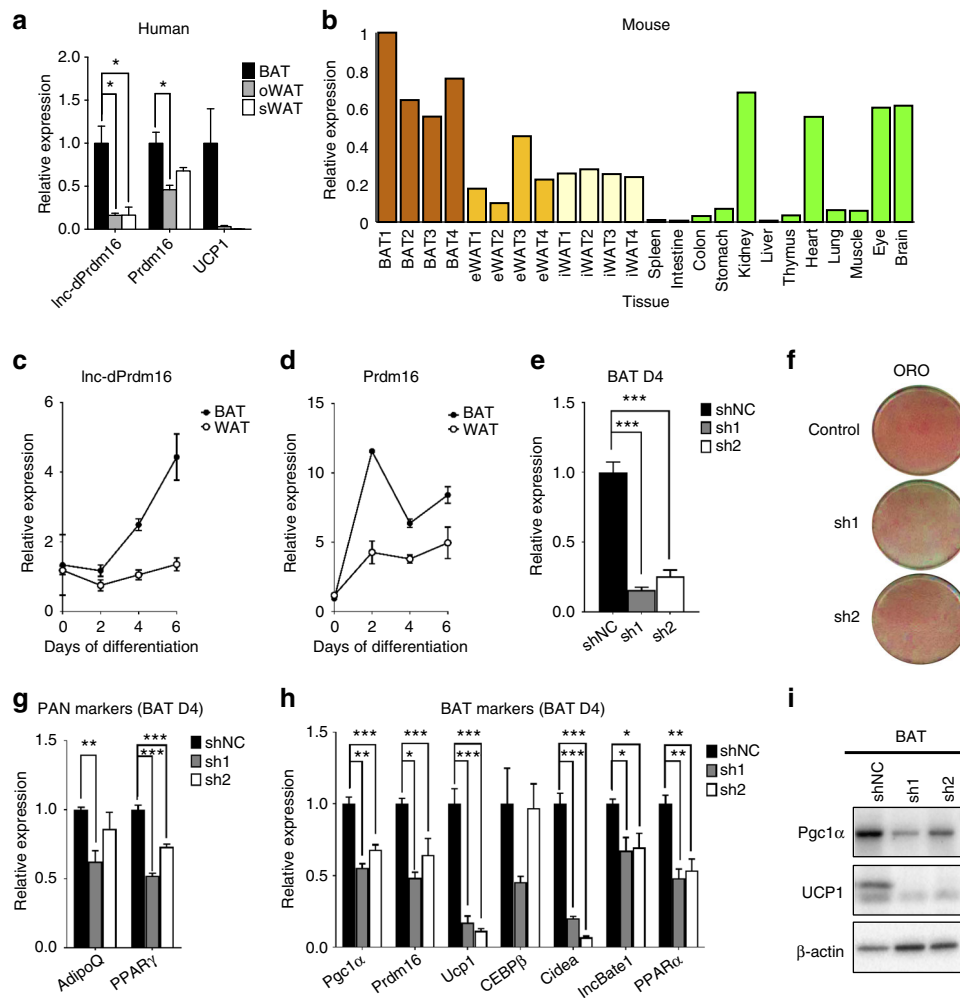 a
Human
Relative expression
2.0
1.5
1.0
0.5
0.0
* * *
BAT
oWAT
sWAT
lnc-dPrdm16
Prdm16
UCP1
b
Mouse
Relative expression
1
0.8
0.6
0.4
0.2
0
BAT1
BAT2
BAT3
BAT4
eWAT1
eWAT2
eWAT3
eWAT4
iWAT1
iWAT2
iWAT3
iWAT4
Spleen
Intestine
Colon
Stomach
Kidney
Liver
Thymus
Heart
Lung
Muscle
Eye
Brain
Tissue
c
lnc-dPrdm16
Relative expression
6
4
2
0
BAT
WAT
0 2 4 6
Days of differentiation
d
Prdm16
Relative expression
15
10
5
0
BAT
WAT
0 2 4 6
Days of differentiation
e
BAT D4
Relative expression
1.5
1.0
0.5
0.0
***
***
shNC
sh1
sh2
shNC
sh1
sh2
f
ORO
Control
sh1
sh2
g
PAN markers (BAT D4)
Relative expression
1.5
1.0
0.5
0.0
** ***
***
shNC
sh1
sh2
AdipoQ
PPARγ
h
BAT markers (BAT D4)
Relative expression
1.5
1.0
0.5
0.0
*** *** *** *** * **
** * *** *** * **
shNC
sh1
sh2
Pgc1α
Prdm16
Ucp1
CEBPβ
Cidea
lncBate1
PPARα
i
BAT
shNC
sh1
sh2
Pgc1α
UCP1
β-actin